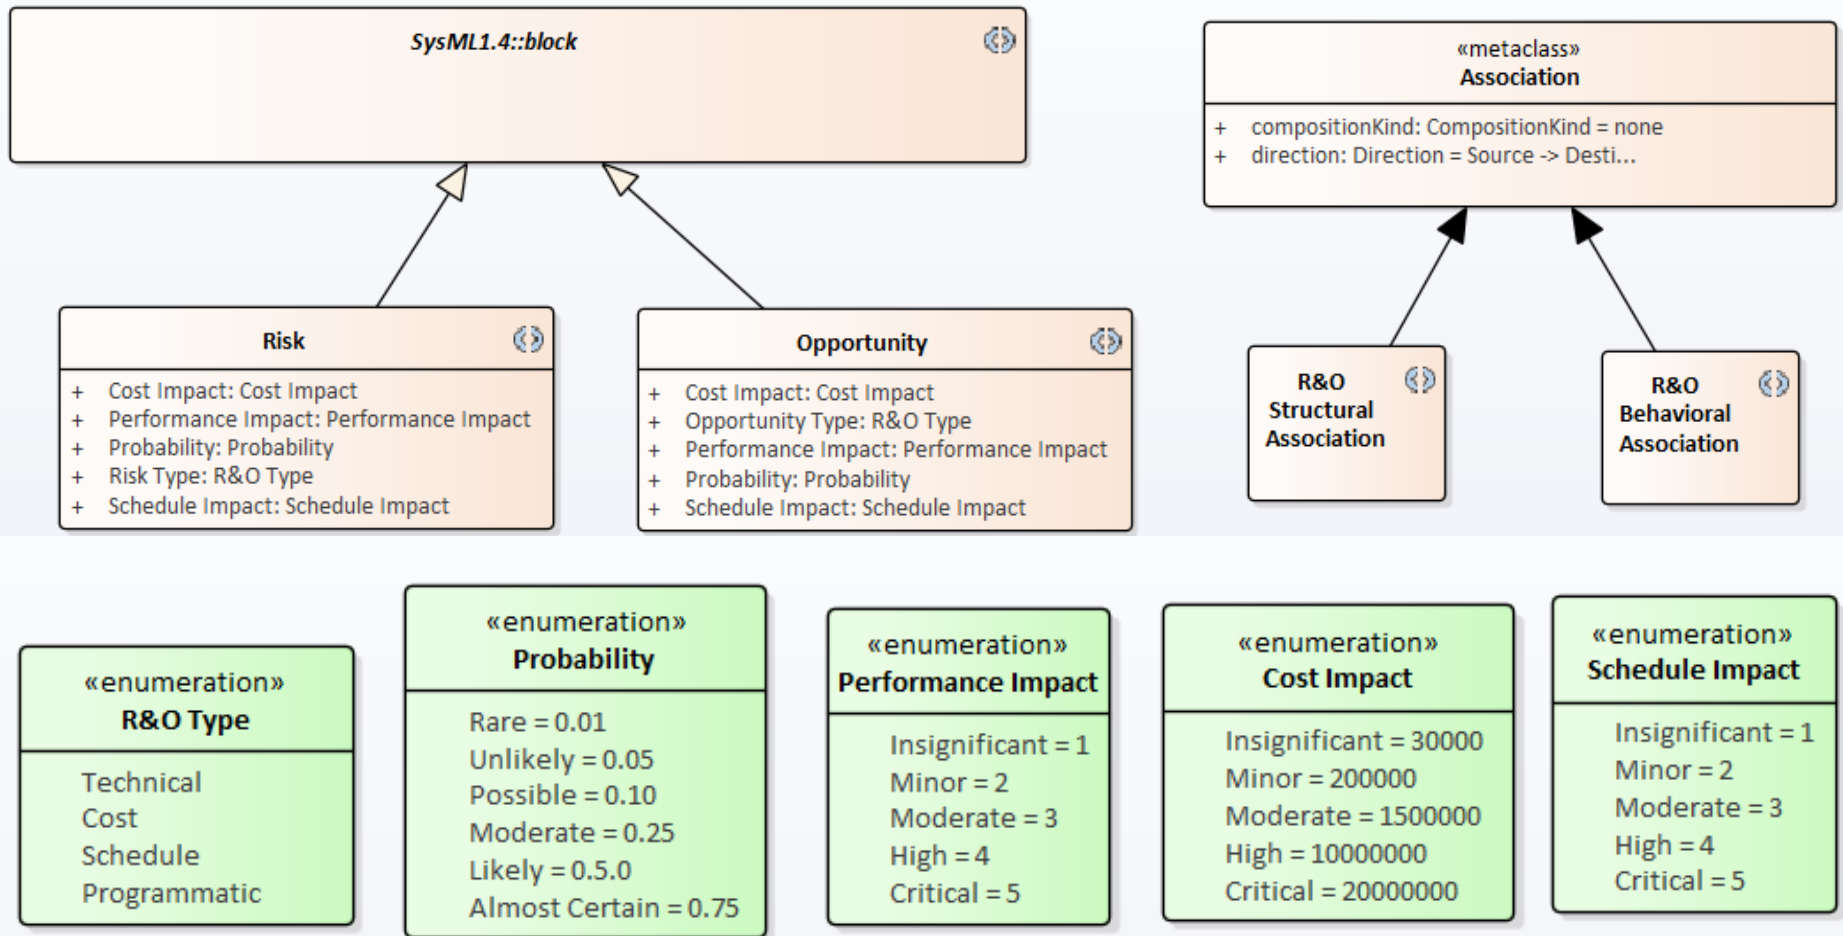 SysML1.4::block
«metaclass»
Association
+ compositionKind: CompositionKind = none
+ direction: Direction = Source -> Desti...
Risk
+ Cost Impact: Cost Impact
+ Performance Impact: Performance Impact
+ Probability: Probability
+ Risk Type: R&O Type
+ Schedule Impact: Schedule Impact
Opportunity
+ Cost Impact: Cost Impact
+ Opportunity Type: R&O Type
+ Performance Impact: Performance Impact
+ Probability: Probability
+ Schedule Impact: Schedule Impact
R&O
Structural
Association
R&O
Behavioral
Association
«enumeration»
R&O Type
Technical
Cost
Schedule
Programmatic
«enumeration»
Probability
Rare = 0.01
Unlikely = 0.05
Possible = 0.10
Moderate = 0.25
Likely = 0.5.0
Almost Certain = 0.75
«enumeration»
Performance Impact
Insignificant = 1
Minor = 2
Moderate = 3
High = 4
Critical = 5
«enumeration»
Cost Impact
Insignificant = 30000
Minor = 200000
Moderate = 1500000
High = 10000000
Critical = 20000000
«enumeration»
Schedule Impact
Insignificant = 1
Minor = 2
Moderate = 3
High = 4
Critical = 5